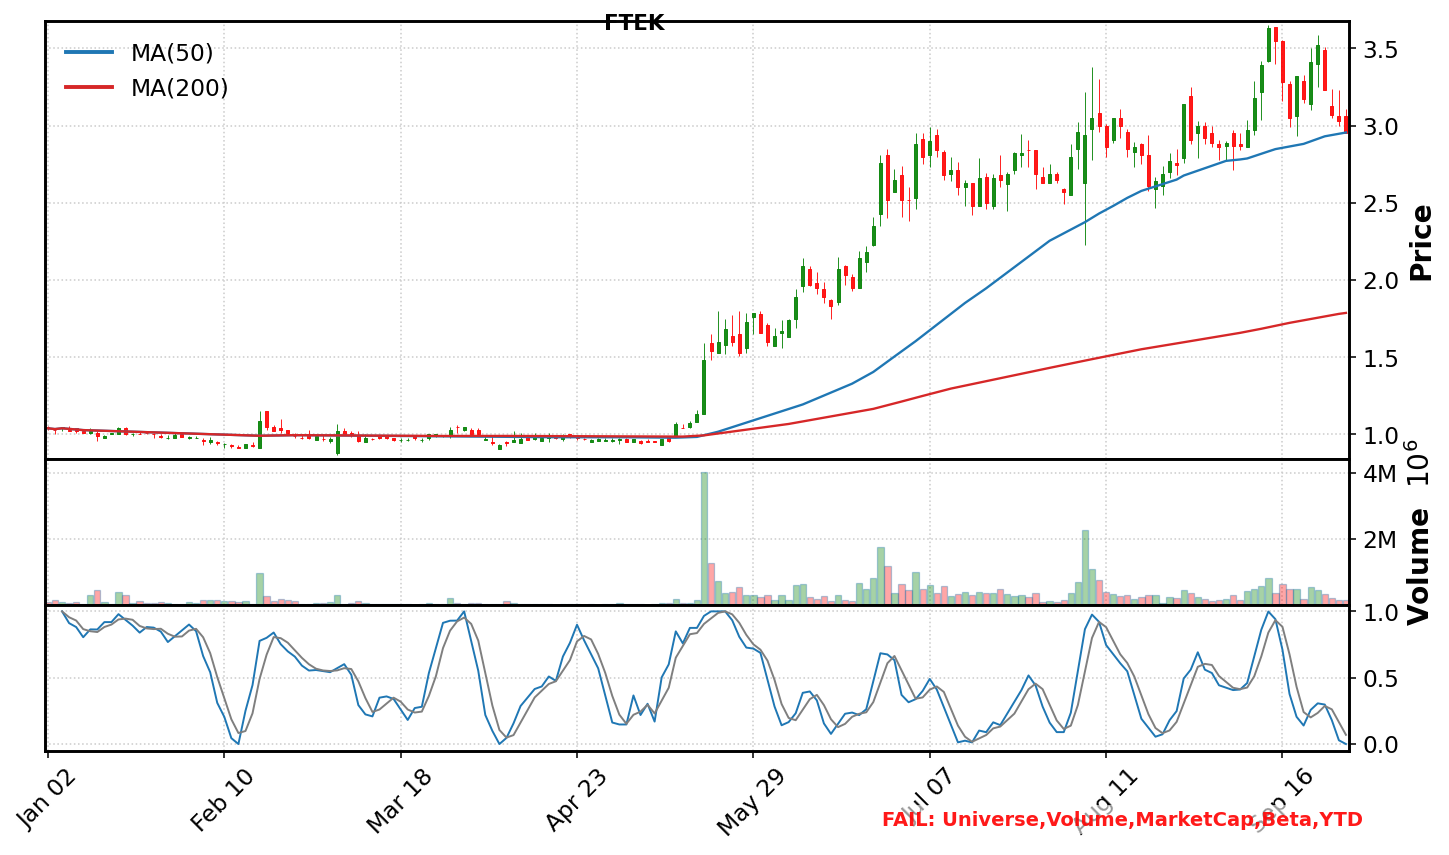 FTEK
MA(50)
MA(200)
3.5
3.0
2.5
2.0
1.5
1.0
Price
4M
2M
Volume 10^6
1.0
0.5
0.0
Jan 02
Feb 10
Mar 18
Apr 23
May 29
Jul 07
Aug 11
Sep 16
FAIL: Universe,Volume,MarketCap,Beta,YTD